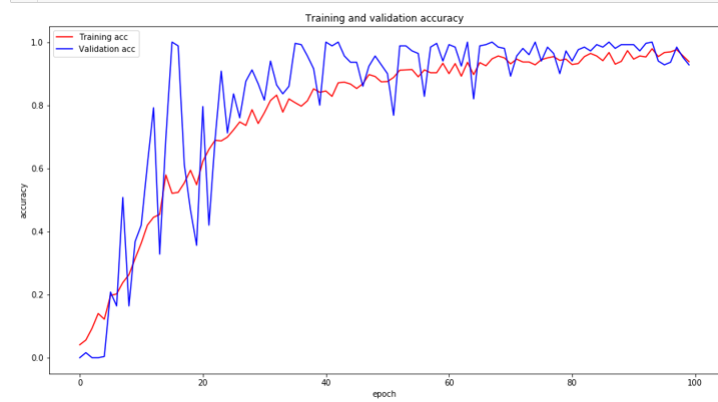 Training and validation accuracy
Training acc
Validation acc
1.0
0.8
0.6
0.4
0.2
0.0
accuracy
0 20 40 60 80 100
epoch